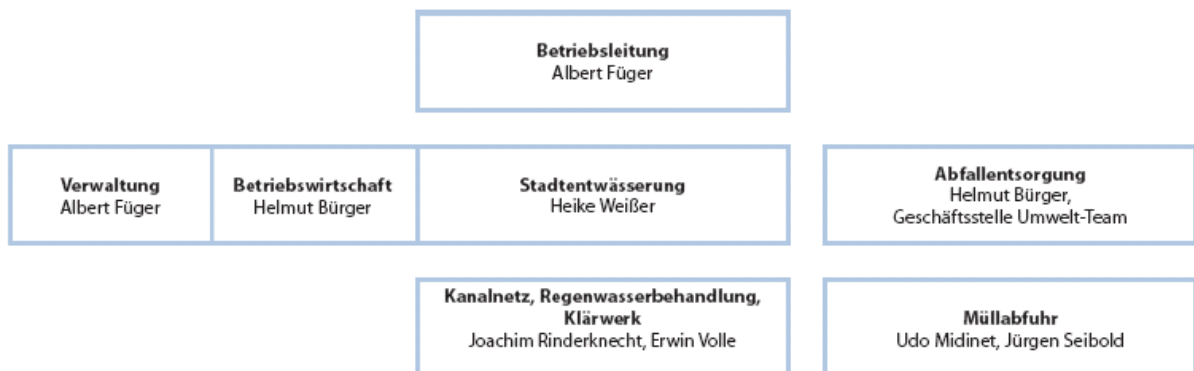 Betriebsleitung
Albert Füger
Verwaltung
Albert Füger
Betriebswirtschaft
Helmut Bürger
Stadtentwässerung
Heike Weißer
Abfallentsorgung
Helmut Bürger,
Geschäftsstelle Umwelt-Team
Kanalnetz, Regenwasserbehandlung,
Klärwerk
Joachim Rinderknecht, Erwin Volle
Müllabfuhr
Udo Midinet, Jürgen Seibold